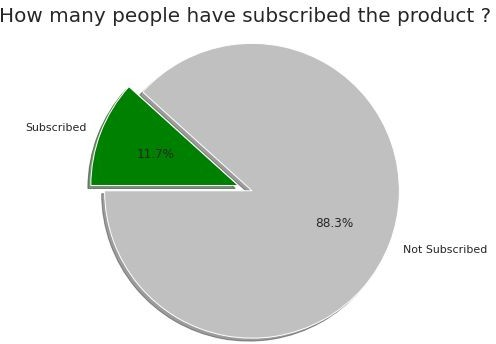 How many people have subscribed the product ?
Subscribed
11.7%
88.3%
Not Subscribed